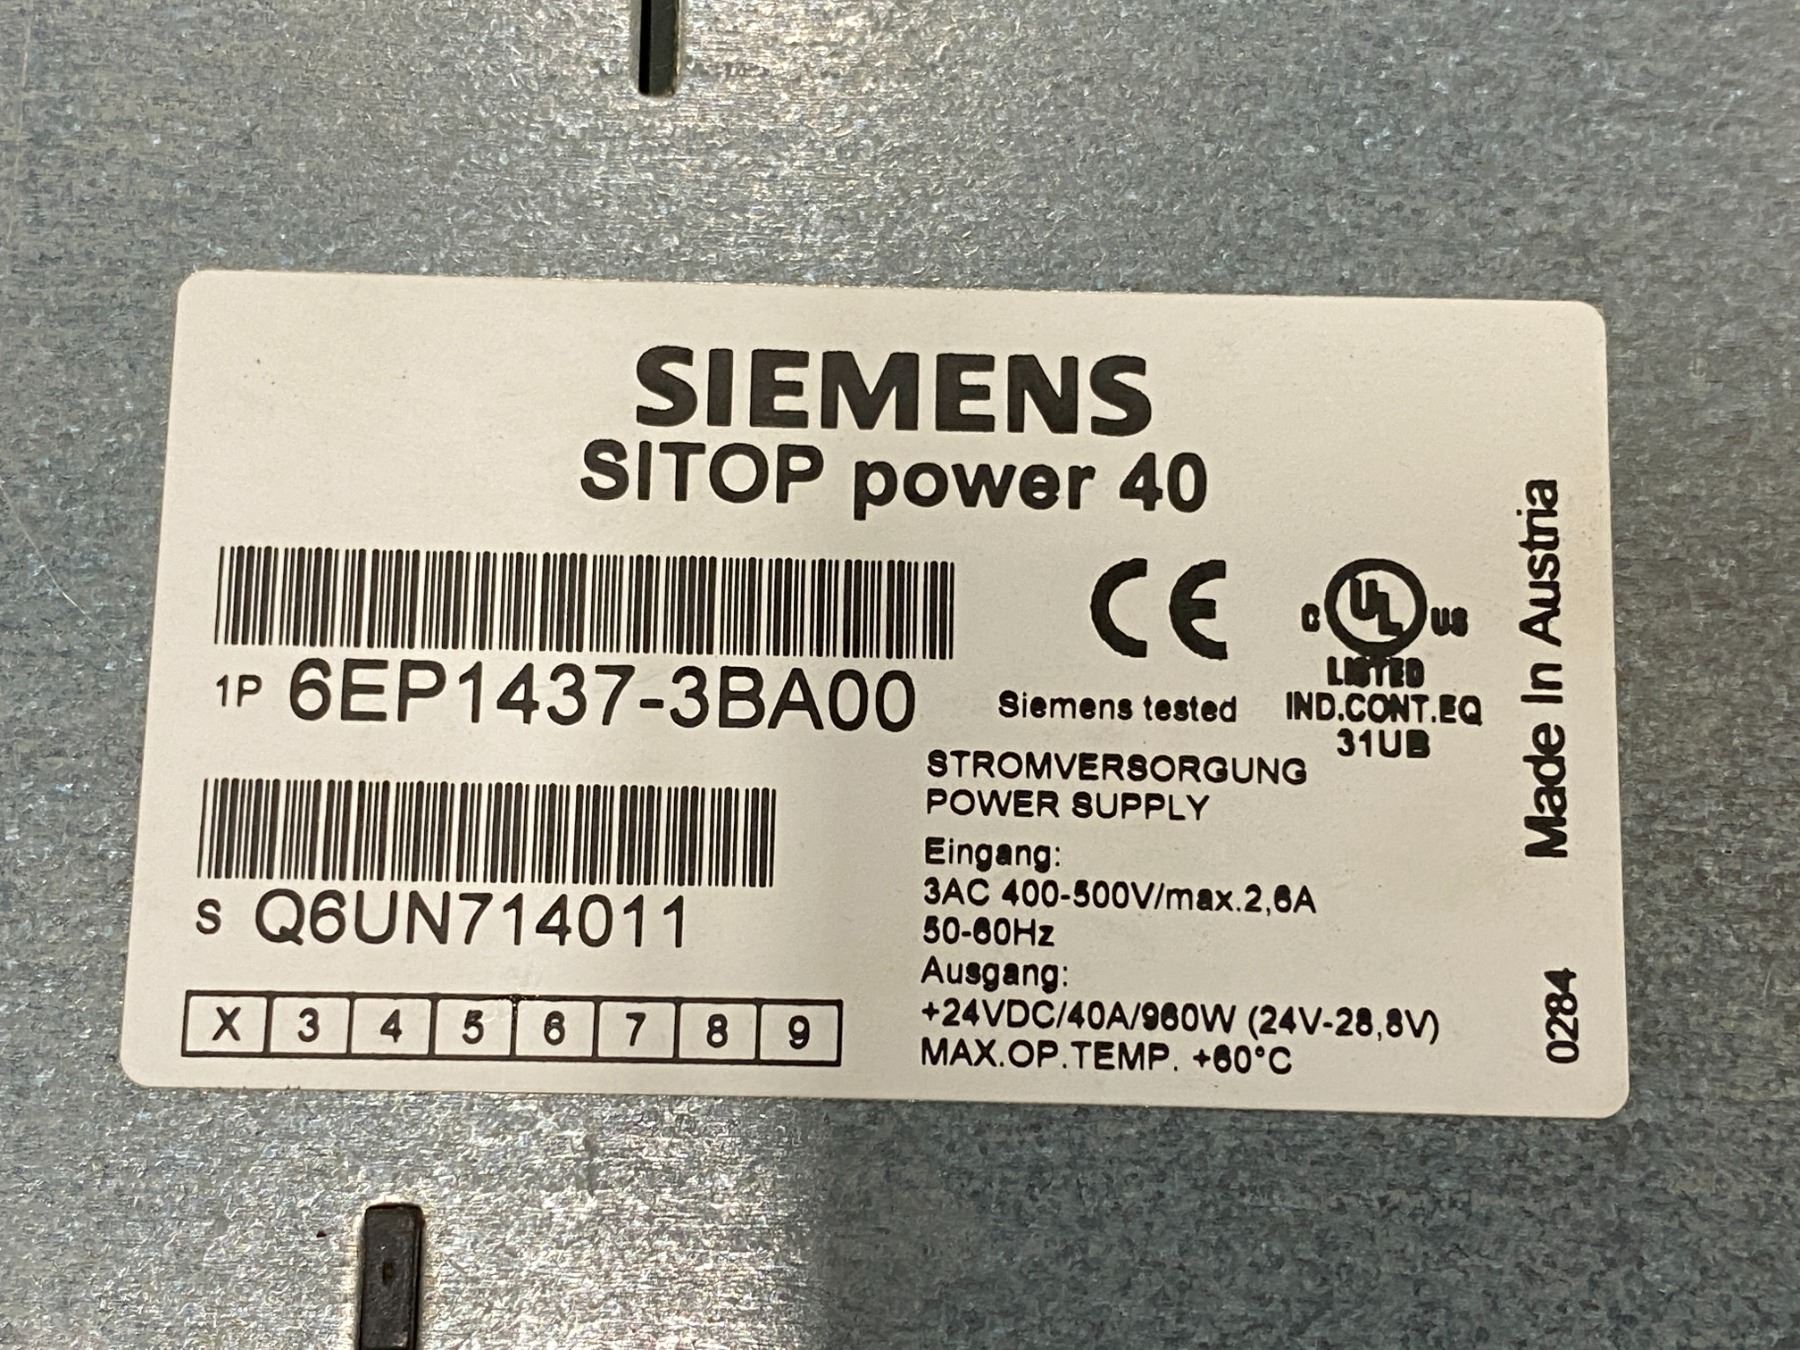 SIEMENS
SITOP power 40
1P 6EP1437-3BA00
S Q6UN714011
X 3 4 5 6 7 8 9
CE
Siemens tested
C UL US
LISTED
IND.CONT.EQ
31UB
STROMVERSORGUNG
POWER SUPPLY
Eingang:
3AC 400-500V/max.2,6A
50-60Hz
Ausgang:
+24VDC/40A/960W (24V-28,8V)
MAX.OP.TEMP. +60°C
Made In Austria
0284